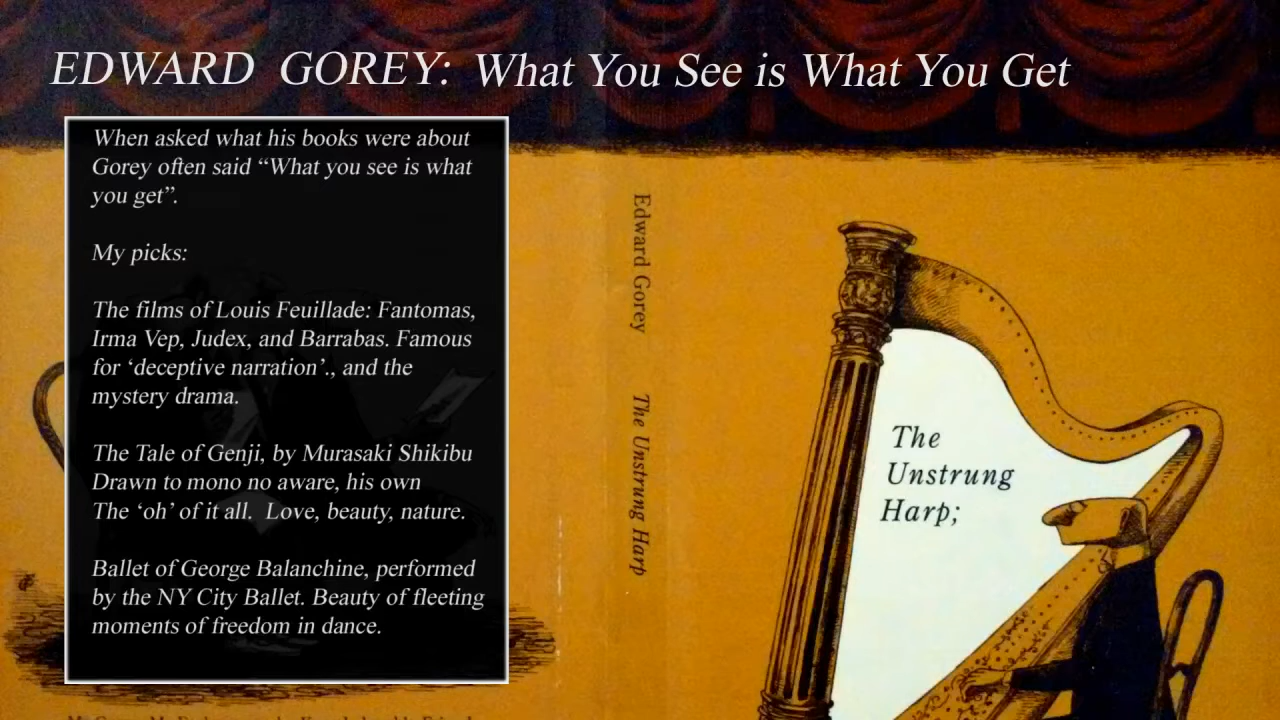 EDWARD GOREY: What You See is What You Get
When asked what his books were about
Gorey often said “What you see is what
you get”.
My picks:
The films of Louis Feuillade: Fantomas,
Irma Vep, Judex, and Barrabas. Famous
for ‘deceptive narration’., and the
mystery drama.
The Tale of Genji, by Murasaki Shikibu
Drawn to mono no aware, his own
The ‘oh’ of it all. Love, beauty, nature.
Ballet of George Balanchine, performed
by the NY City Ballet. Beauty of fleeting
moments of freedom in dance.
Edward Gorey The Unstrung Harp
The
Unstrung
Harp;